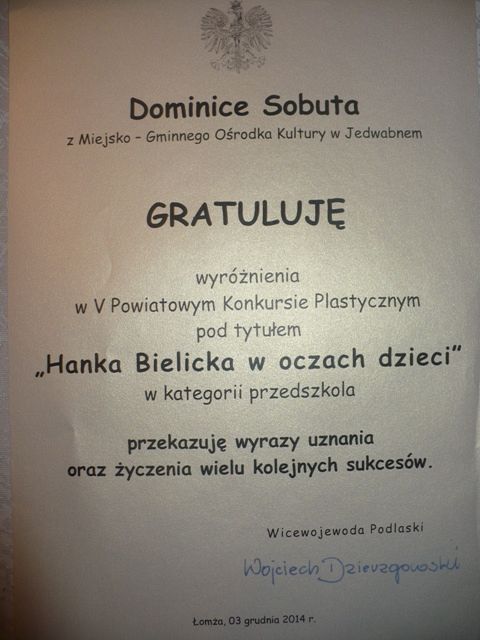 Dominice Sobuta
z Miejsko - Gminnego Ośrodka Kultury w Jedwabnem
GRATULUJĘ
wyróżnienia
w V Powiatowym Konkursie Plastycznym
pod tytułem
„Hanka Bielicka w oczach dzieci”
w kategorii przedszkola
przekazuję wyrazy uznania
oraz życzenia wielu kolejnych sukcesów.
Wicewojewoda Podlaski
Wojciech Dzierzgowski
Łomża, 03 grudnia 2014 r.